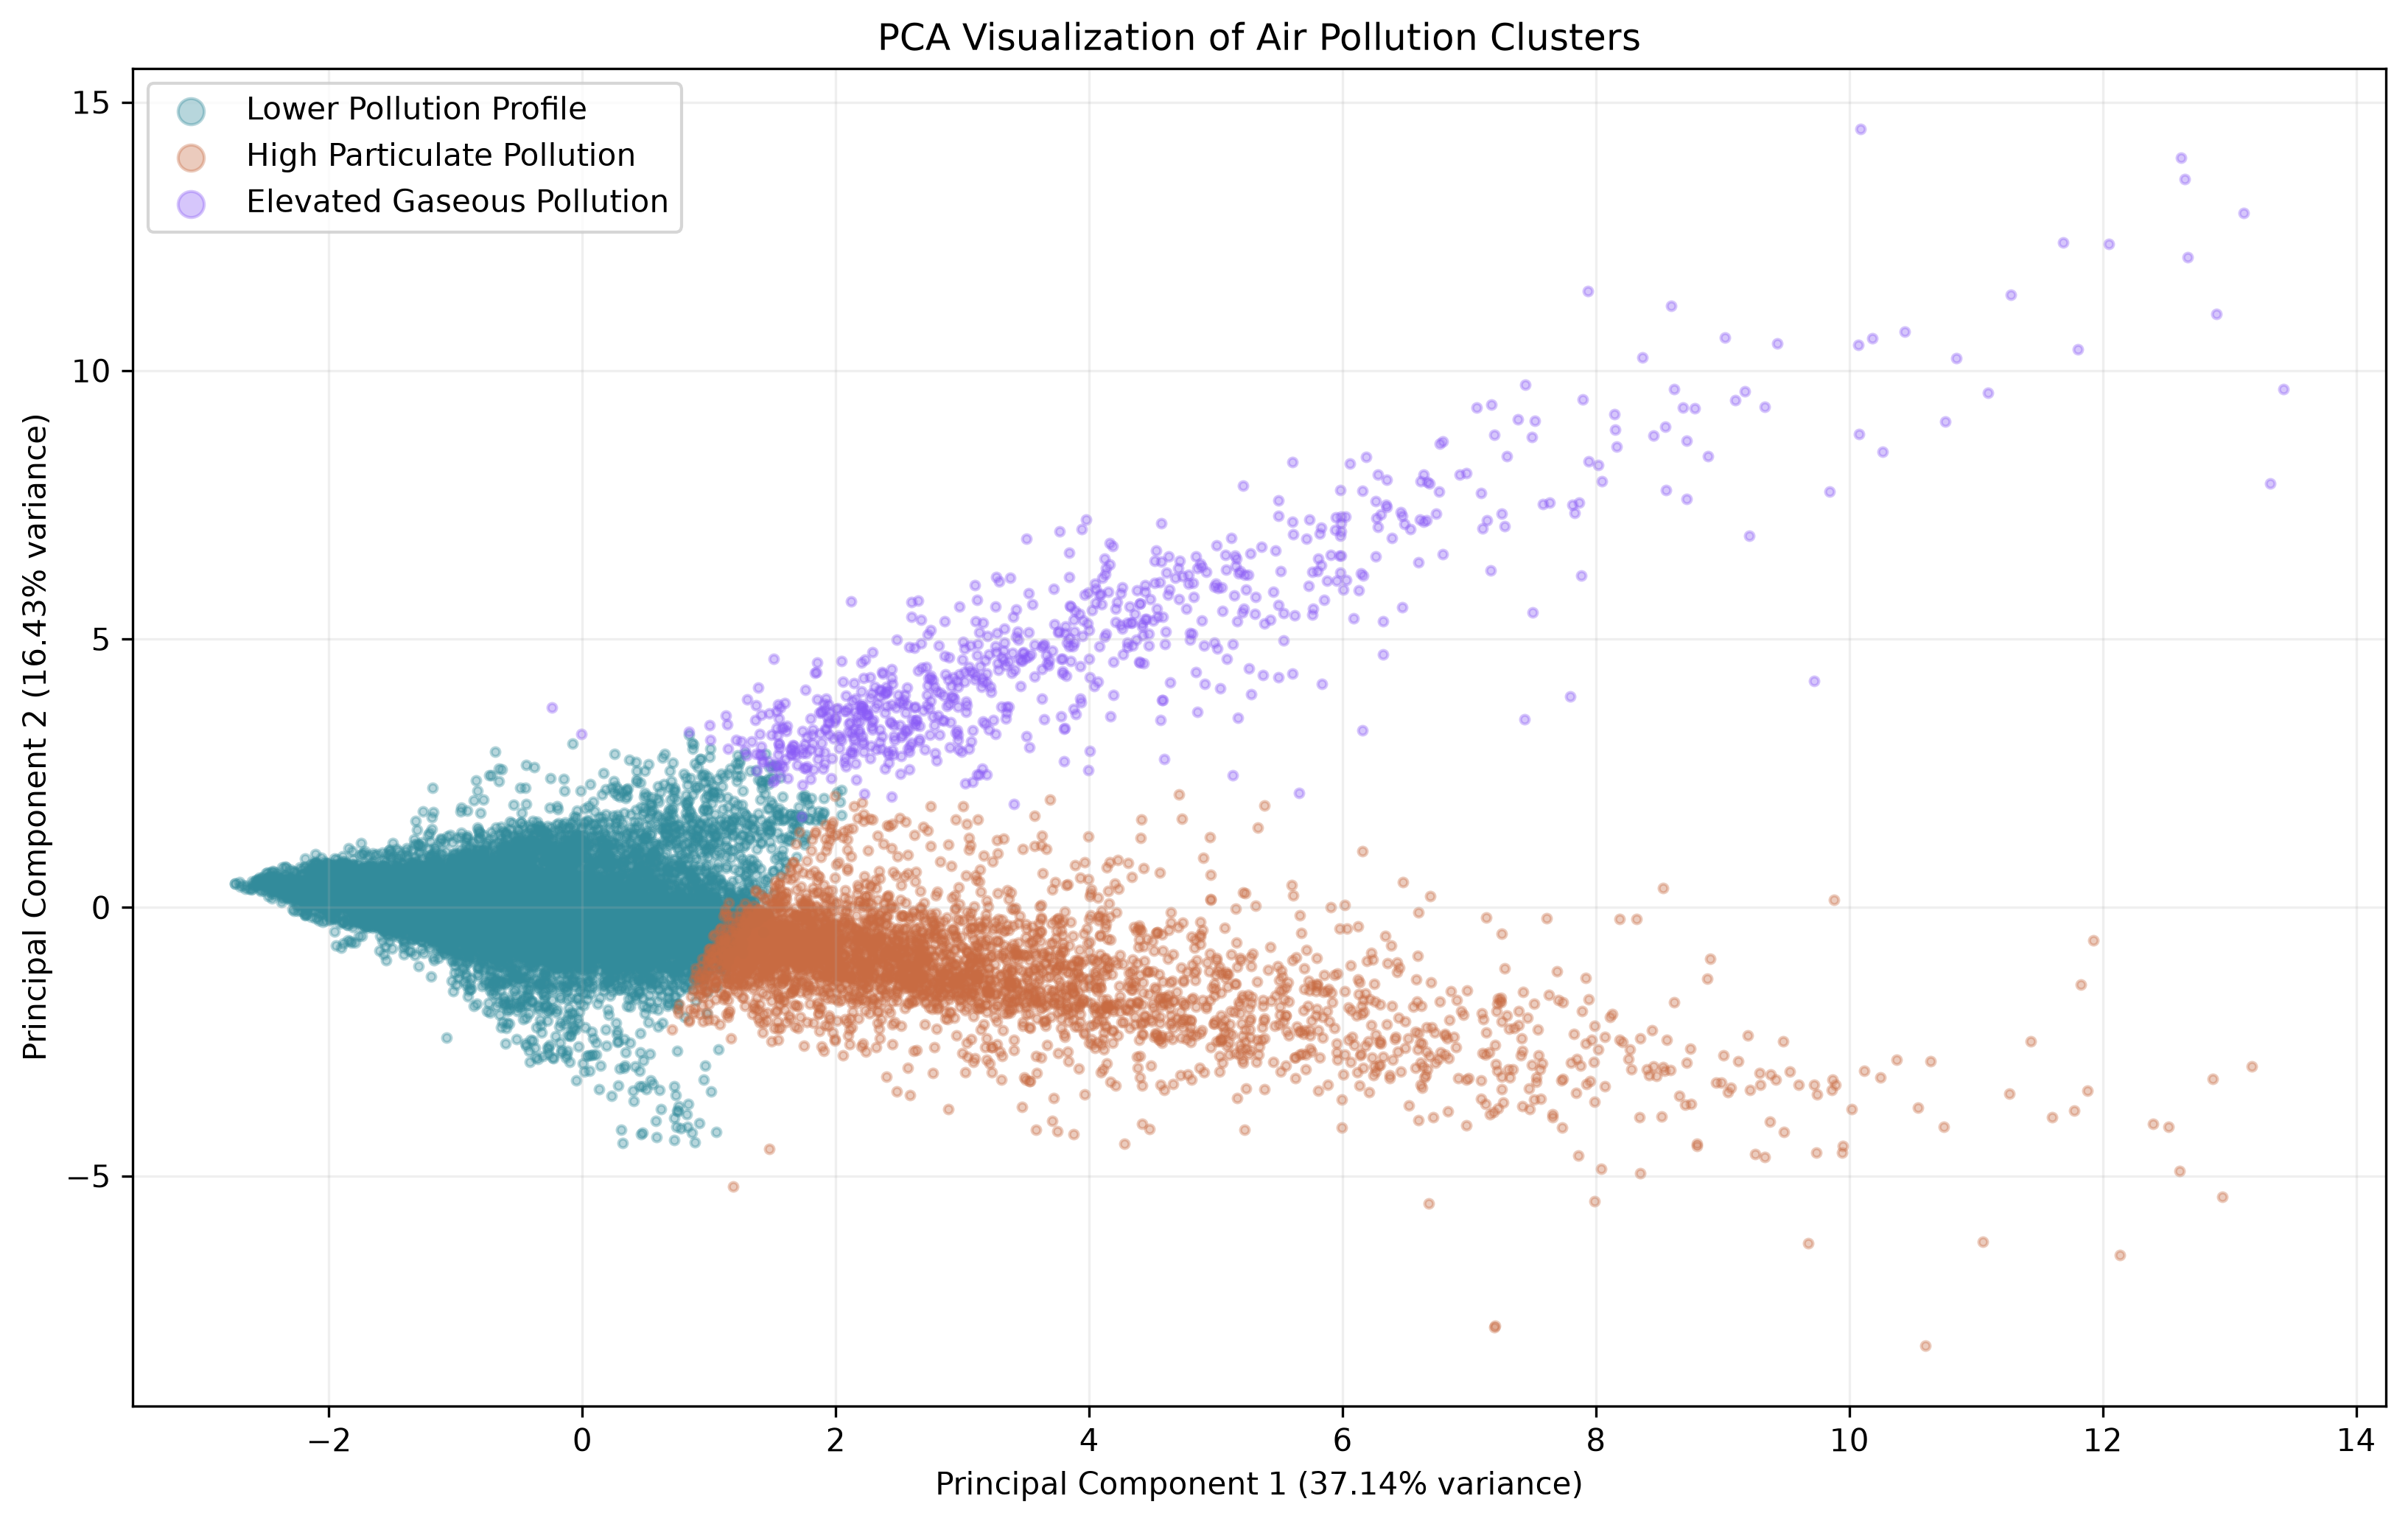 PCA Visualization of Air Pollution Clusters
Lower Pollution Profile
High Particulate Pollution
Elevated Gaseous Pollution
15
10
5
0
−5
Principal Component 2 (16.43% variance)
−2 0 2 4 6 8 10 12 14
Principal Component 1 (37.14% variance)